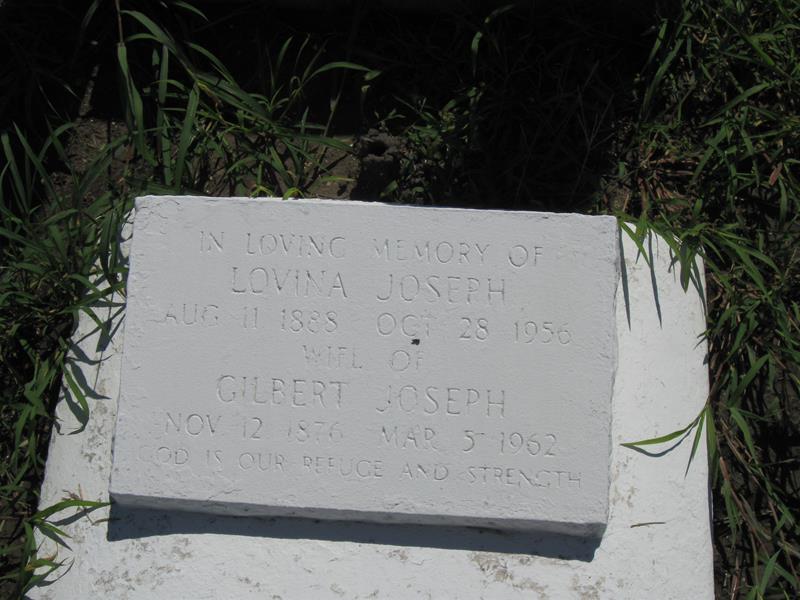 IN LOVING MEMORY OF
LOVINA JOSEPH
AUG 11 1888 OCT 28 1956
WIFE OF
GILBERT JOSEPH
NOV 12 1876 MAR 5 1962
GOD IS OUR REFUGE AND STRENGTH